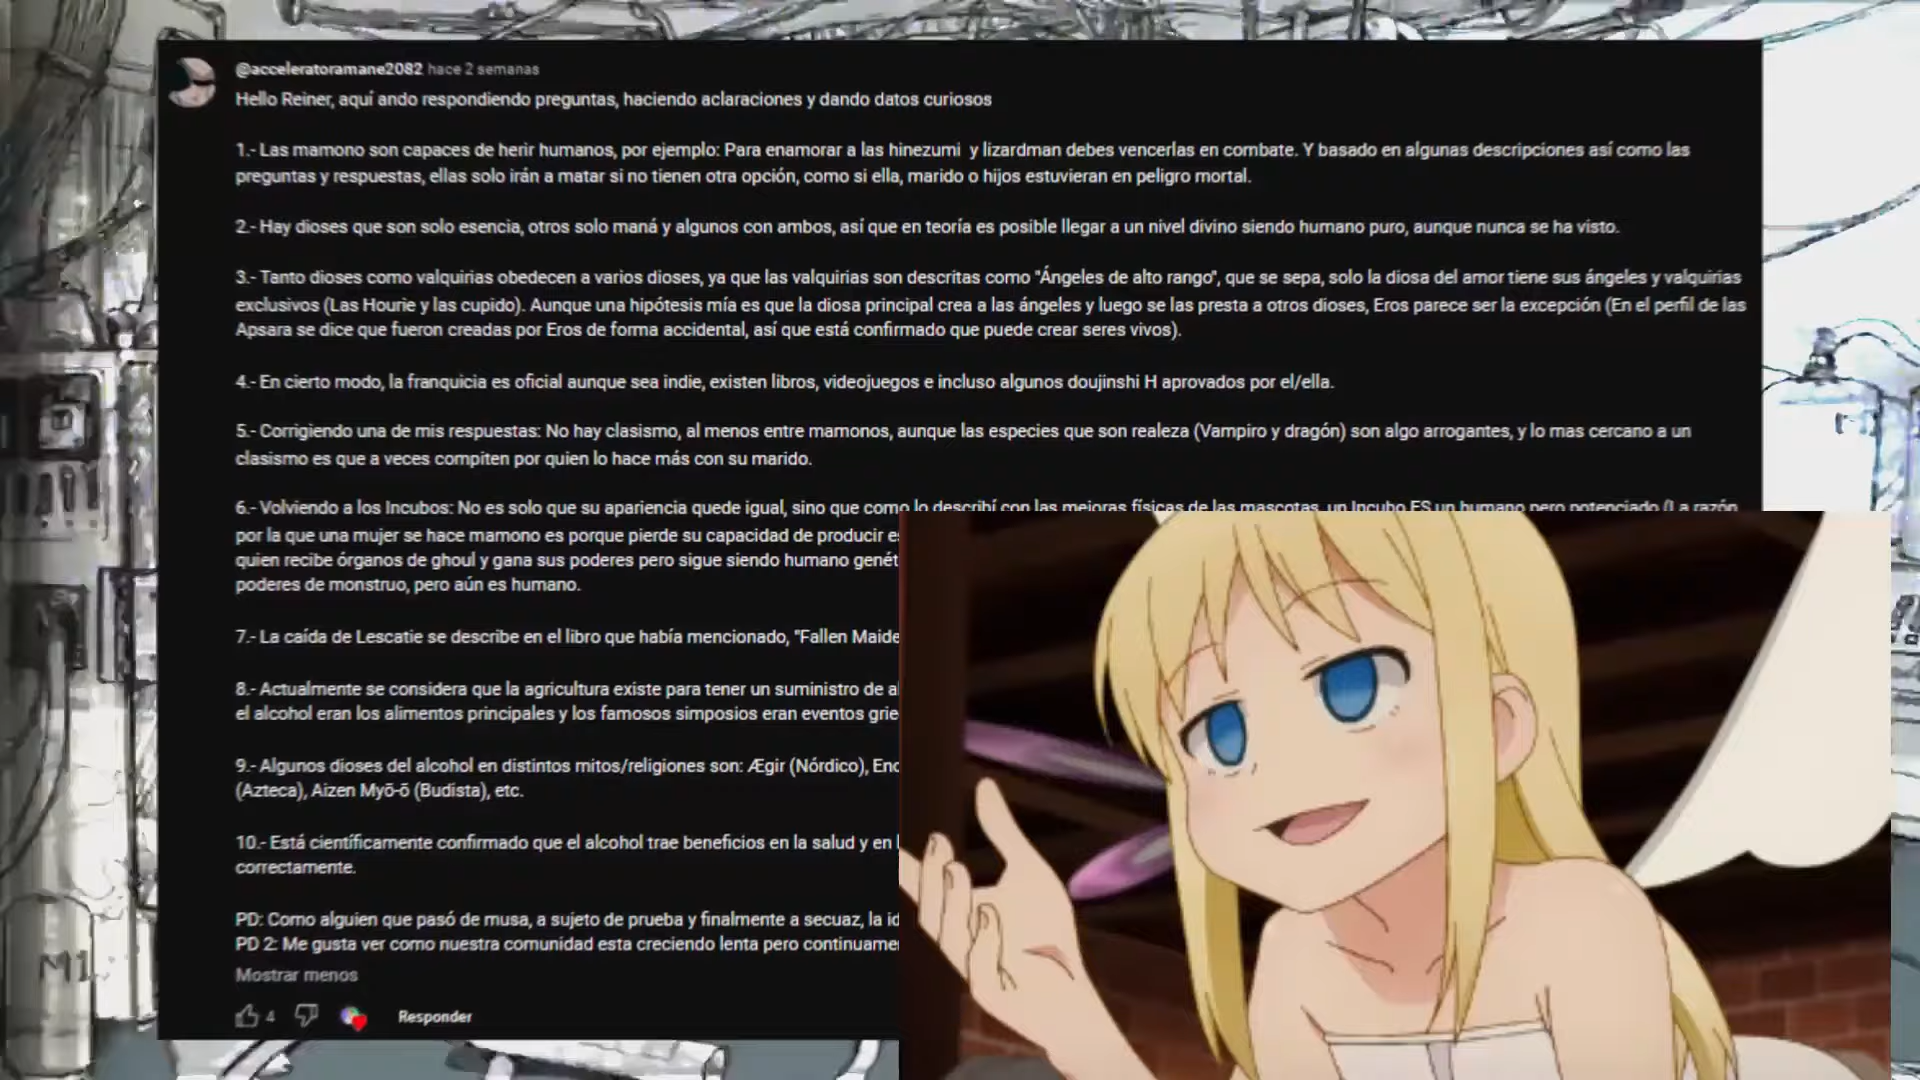 @acceleratoramane2082 hace 2 semanas
Hello Reiner, aquí ando respondiendo preguntas, haciendo aclaraciones y dando datos curiosos
1.- Las mamono son capaces de herir humanos, por ejemplo: Para enamorar a las hinezumi y lizardman debes vencerlas en combate. Y basado en algunas descripciones así como las
preguntas y respuestas, ellas solo irán a matar si no tienen otra opción, como si ella, marido o hijos estuvieran en peligro mortal.
2.- Hay dioses que son solo esencia, otros solo maná y algunos con ambos, así que en teoría es posible llegar a un nivel divino siendo humano puro, aunque nunca se ha visto.
3.- Tanto dioses como valquirias obedecen a varios dioses, ya que las valquirias son descritas como "Ángeles de alto rango", que se sepa, solo la diosa del amor tiene sus ángeles y valquirias
exclusivos (Las Hourie y las cupido). Aunque una hipótesis mía es que la diosa principal crea a las ángeles y luego se las presta a otros dioses, Eros parece ser la excepción (En el perfil de las
Apsara se dice que fueron creadas por Eros de forma accidental, así que está confirmado que puede crear seres vivos).
4.- En cierto modo, la franquicia es oficial aunque sea indie, existen libros, videojuegos e incluso algunos doujinshi H aprovados por el/ella.
5.- Corrigiendo una de mis respuestas: No hay clasismo, al menos entre mamonos, aunque las especies que son realeza (Vampiro y dragón) son algo arrogantes, y lo mas cercano a un
clasismo es que a veces compiten por quien lo hace más con su marido.
6.- Volviendo a los Incubos: No es solo que su apariencia quede igual, sino que como lo describí con las mejoras físicas de las mascotas, un Incubo ES un humano pero potenciado (La razón
por la que una mujer se hace mamono es porque pierde su capacidad de producir
quien recibe órganos de ghoul y gana sus poderes pero sigue siendo humano
poderes de monstruo, pero aún es humano.
7.- La caída de Lescatie se describe en el libro que había mencionado, "Fallen
8.- Actualmente se considera que la agricultura existe para tener un suministro de
el alcohol eran los alimentos principales y los famosos simposios eran eventos
9.- Algunos dioses del alcohol en distintos mitos/religiones son: Ægir (Nórdico),
(Azteca), Aizen Myō-ō (Budista), etc.
10.- Está científicamente confirmado que el alcohol trae beneficios en la salud y en
correctamente.
PD: Como alguien que pasó de musa, a sujeto de prueba y finalmente a secuaz, la
PD 2: Me gusta ver como nuestra comunidad esta creciendo lenta pero
Mostrar menos
4 Responder
M1